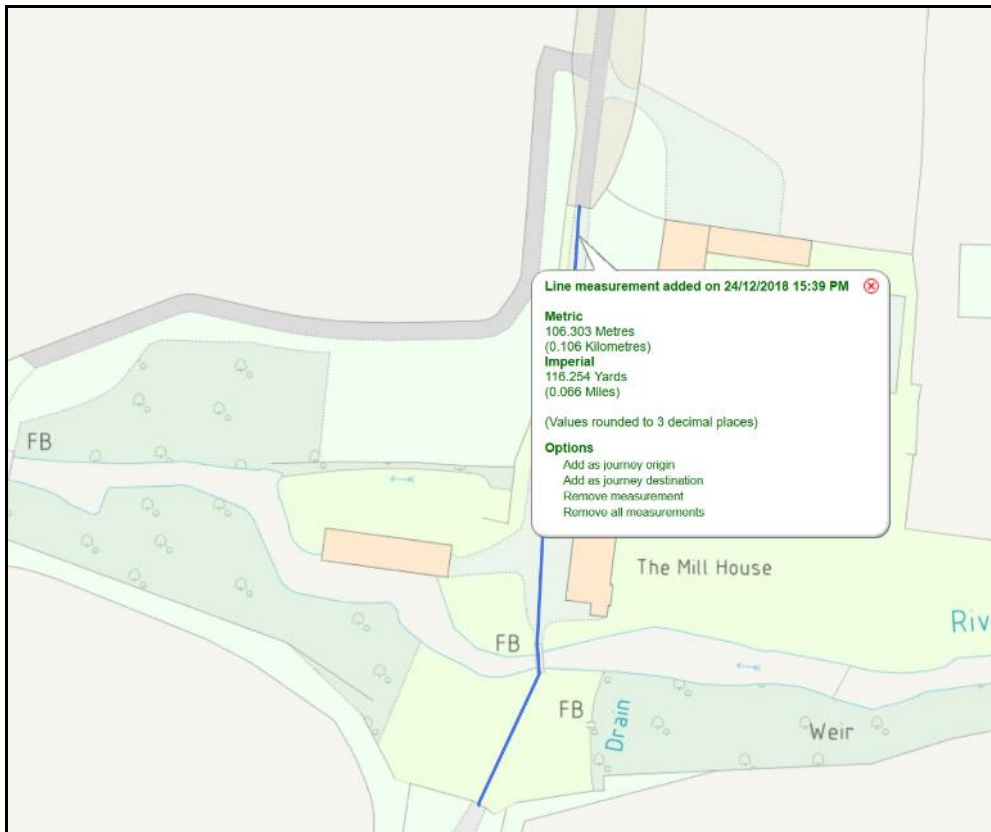 Line measurement added on 24/12/2018 15:39 PM
Metric
106.303 Metres
(0.106 Kilometres)
Imperial
116.254 Yards
(0.066 Miles)
(Values rounded to 3 decimal places)
Options
Add as journey origin
Add as journey destination
Remove measurement
Remove all measurements
FB
The Mill House
Riv
FB
FB
Drain
Weir